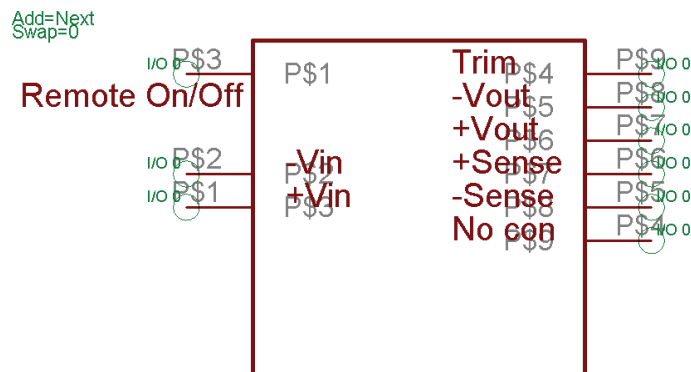 Add=Next
Swap=0
I/O 0 P$3 P$1 Trim P$4 P$9 I/O 0
Remote On/Off -Vout P$5 P$8 I/O 0
+Vout P$6 P$7 I/O 0
I/O 0 P$2 -Vin P$2 +Sense P$7 P$6 I/O 0
I/O 0 P$1 +Vin P$3 -Sense P$8 P$5 I/O 0
No con P$9 P$4 I/O 0